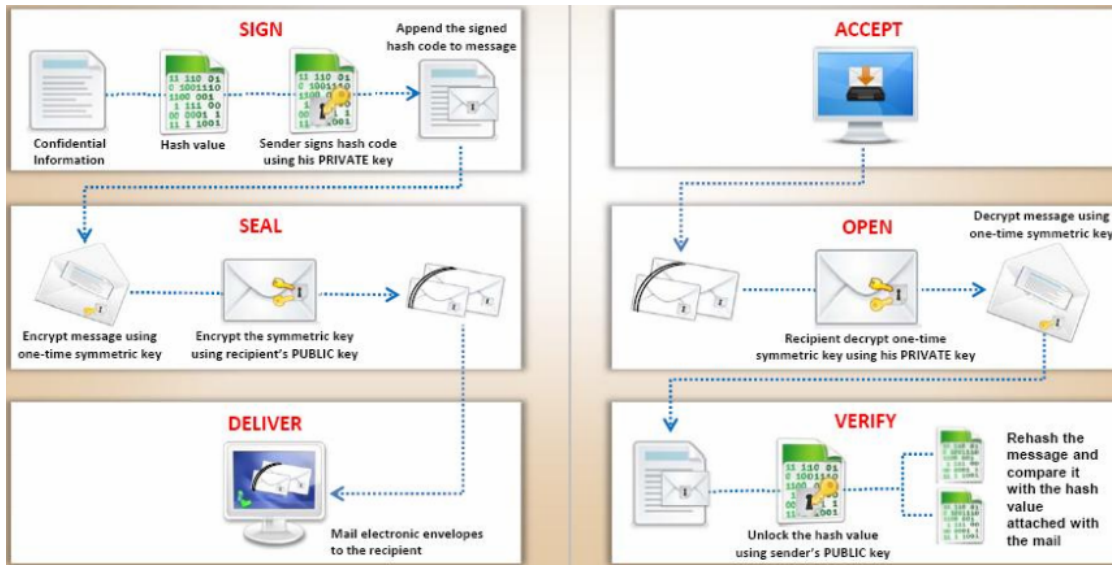 SIGN
Append the signed
hash code to message
Confidential
Information
Hash value
Sender signs hash code
using his PRIVATE key
SEAL
Encrypt message using
one-time symmetric key
Encrypt the symmetric key
using recipient's PUBLIC key
DELIVER
Mail electronic envelopes
to the recipient
ACCEPT
OPEN
Decrypt message using
one-time symmetric key
Recipient decrypt one-time
symmetric key using his PRIVATE key
VERIFY
Unlock the hash value
using sender's PUBLIC key
Rehash the
message and
compare it
with the hash
value
attached with
the mail